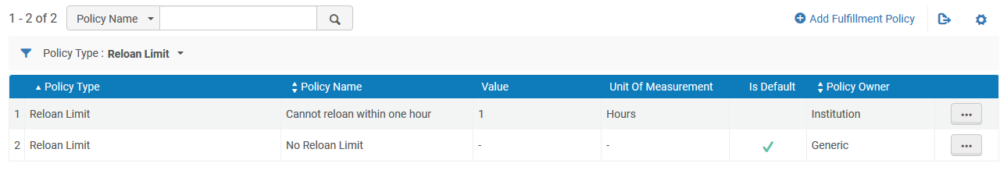 1 - 2 of 2 Policy Name Add Fulfillment Policy
Policy Type : Reloan Limit
Policy Type Policy Name Value Unit Of Measurement Is Default Policy Owner
1 Reloan Limit Cannot reloan within one hour 1 Hours Institution
2 Reloan Limit No Reloan Limit - - Generic